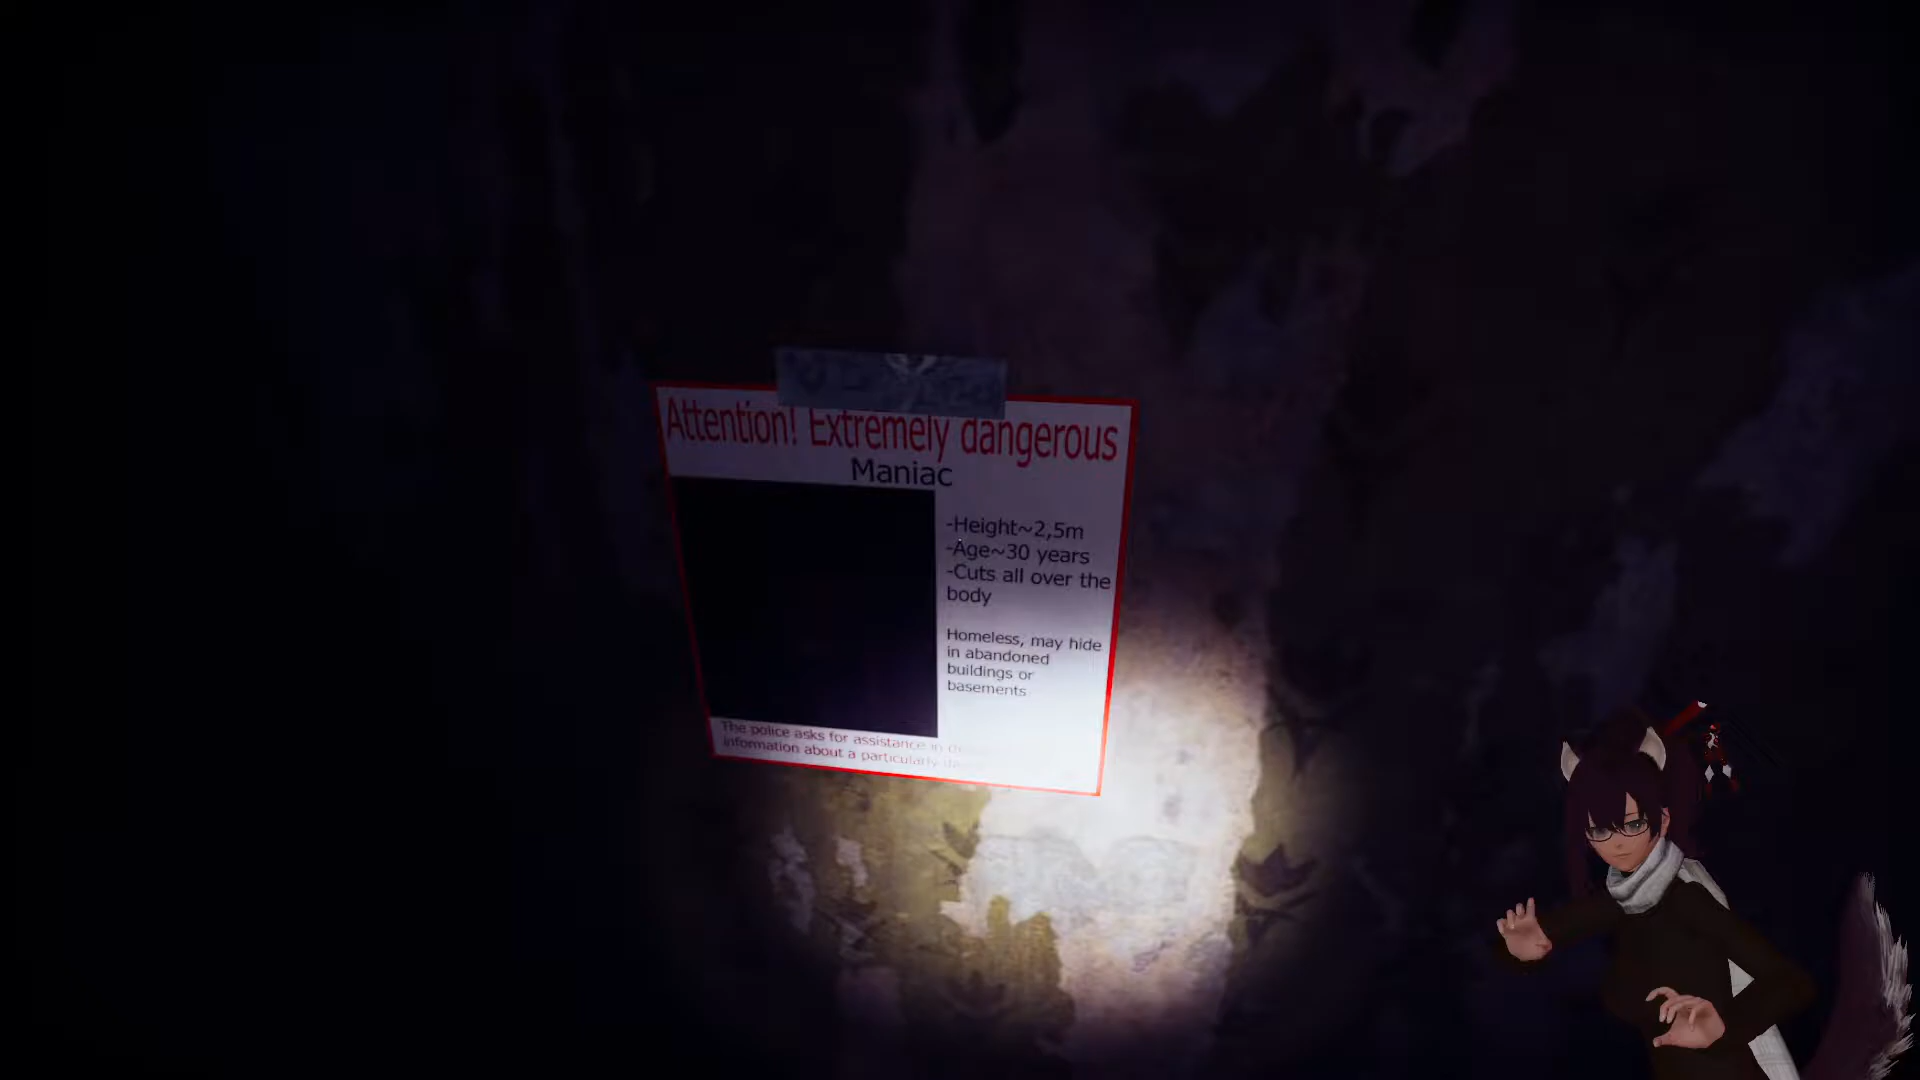 Attention! Extremely dangerous
Maniac
-Height~2,5m
-Age~30 years
-Cuts all over the
body
Homeless, may hide
in abandoned
buildings or
basements
The police asks for assistance in
information about a particularly